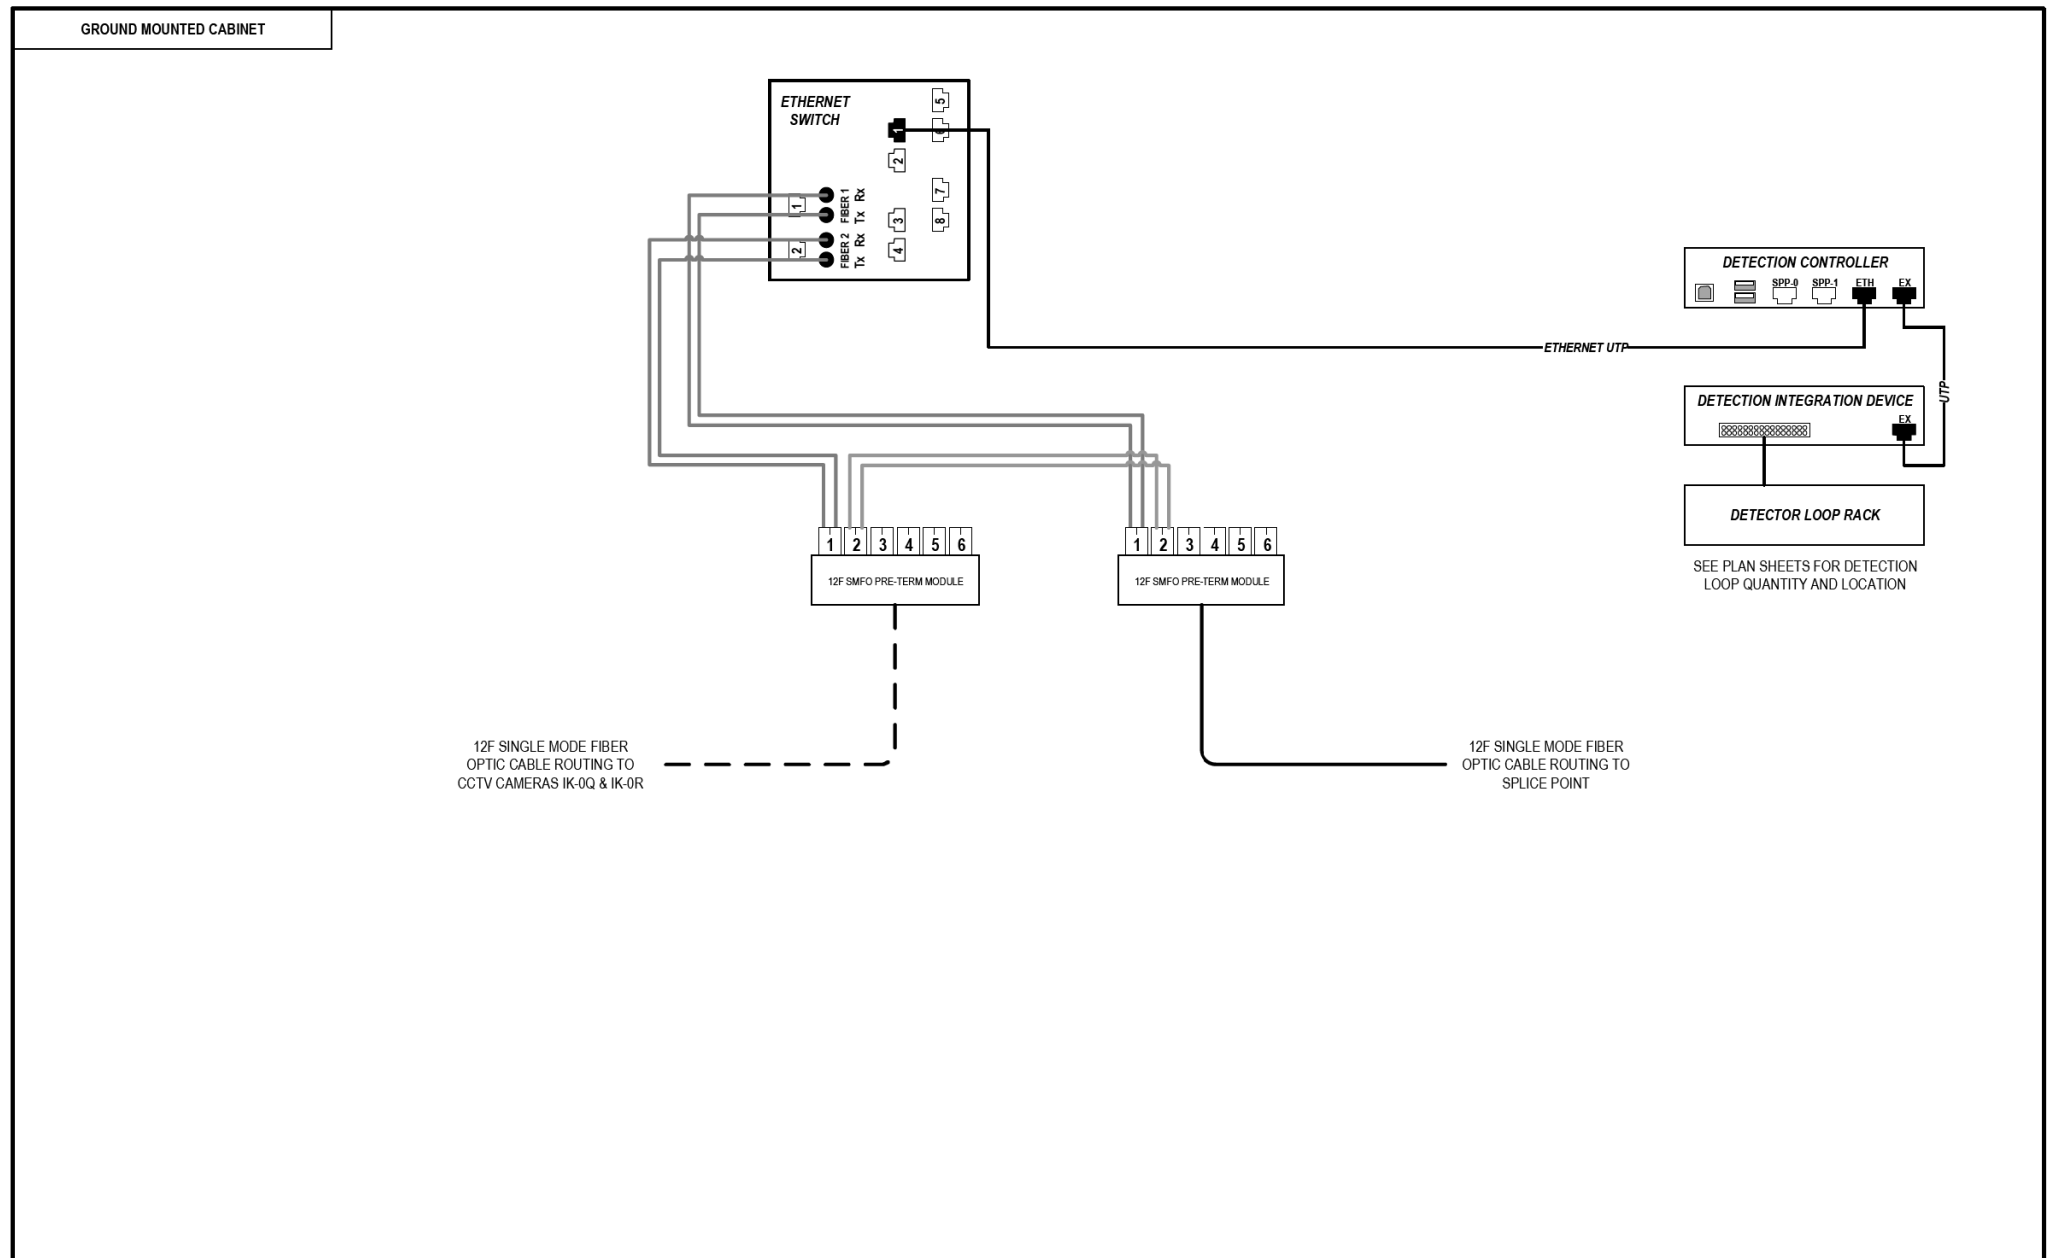 GROUND MOUNTED CABINET
ETHERNET
SWITCH
5
1
2
7
3
8
4
1
FIBER 1
Rx
Tx
2
FIBER 2
Rx
Tx
DETECTION CONTROLLER
SPP-0
SPP-1
ETH
EX
ETHERNET UTP
UTP
DETECTION INTEGRATION DEVICE
EX
DETECTOR LOOP RACK
SEE PLAN SHEETS FOR DETECTION
LOOP QUANTITY AND LOCATION
1 2 3 4 5 6
12F SMFO PRE-TERM MODULE
1 2 3 4 5 6
12F SMFO PRE-TERM MODULE
12F SINGLE MODE FIBER
OPTIC CABLE ROUTING TO
CCTV CAMERAS IK-0Q & IK-0R
12F SINGLE MODE FIBER
OPTIC CABLE ROUTING TO
SPLICE POINT